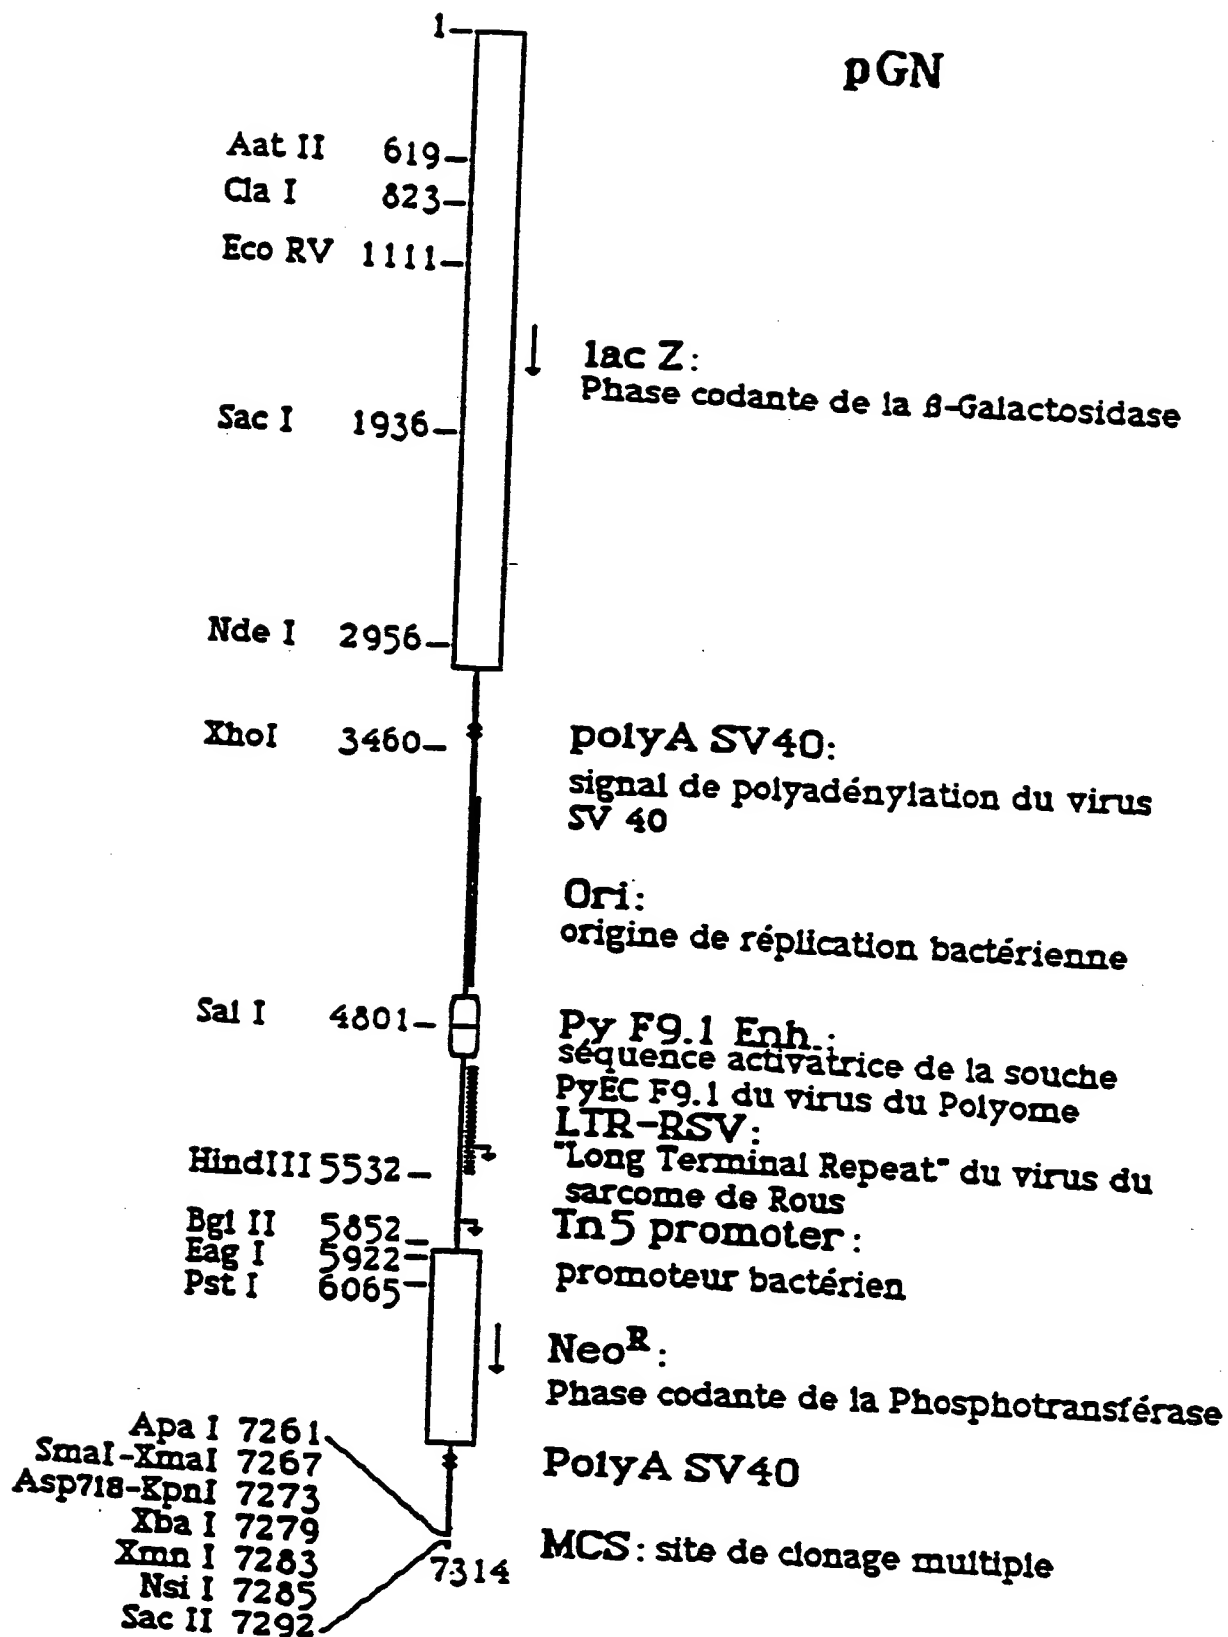 1
pGN
Aat II 619
Cla I 823
Eco RV 1111
lac Z:
Phase codante de la β-Galactosidase
Sac I 1936
Nde I 2956
XhoI 3460
polyA SV40:
signal de polyadénylation du virus
SV 40
Ori:
origine de réplication bactérienne
Sal I 4801
Py F9.1 Enh.:
séquence activatrice de la souche
PyEC F9.1 du virus du Polyome
LTR-RSV:
"Long Terminal Repeat" du virus du
sarcome de Rous
HindIII 5532
Bgl II 5852
Eag I 5922
Pst I 6065
Tn5 promoter:
promoteur bactérien
Neo^R:
Phase codante de la Phosphotransférase
Apa I 7261
SmaI-XmaI 7267
Asp718-KpnI 7273
Xba I 7279
Xmn I 7283
Nsi I 7285
Sac II 7292
PolyA SV40
7314
MCS: site de clonage multiple